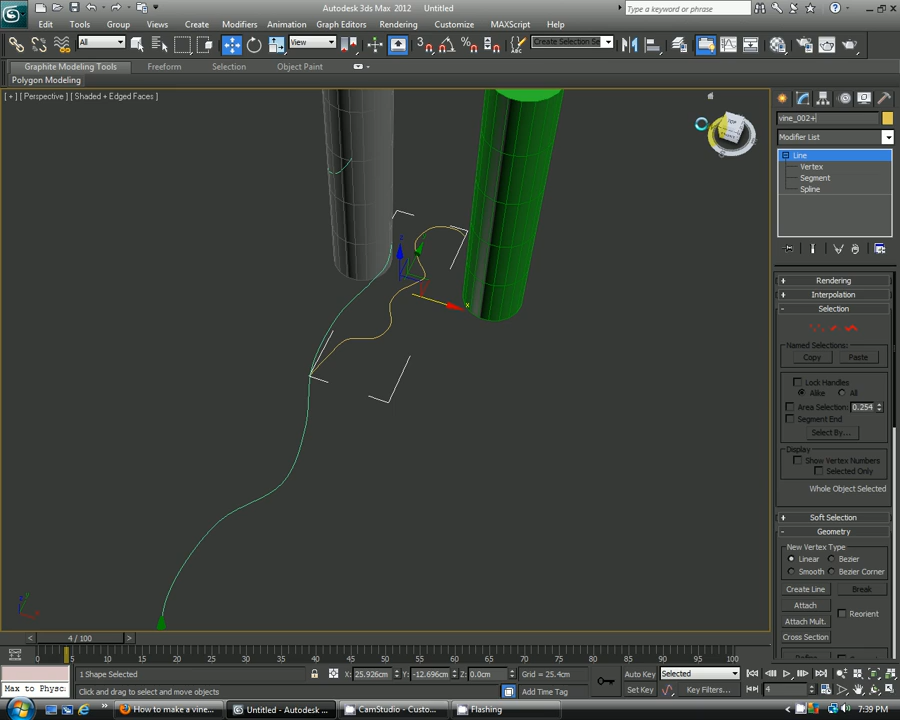 Autodesk 3ds Max 2012 Untitled
Type a keyword or phrase
Edit Tools Group Views Create Modifiers Animation Graph Editors Rendering Customize MAXScript Help
All View Create Selection Se
Graphite Modeling Tools Freeform Selection Object Paint
Polygon Modeling
[ + ] [ Perspective ] [ Shaded + Edged Faces ]
TOP
vine_002+
Modifier List
Line
Vertex
Segment
Spline
+ Rendering
+ Interpolation
- Selection
Named Selections:
Copy Paste
Lock Handles
Alike All
Area Selection: 0.254
Segment End
Select By...
Display
Show Vertex Numbers
Selected Only
Whole Object Selected
+ Soft Selection
- Geometry
New Vertex Type
Linear Bezier
Smooth Bezier Corner
Create Line Break
Attach
Reorient
Attach Mult.
Cross Section
x
z
< 4 / 100 >
0 5 10 15 20 25 30 35 40 45 50 55 60 65 70 75 80 85 90 95 100
1 Shape Selected X: 25.926cm Y: -12.696cm Z: 0.0cm Grid = 25.4cm Auto Key Selected
Max to Physc Click and drag to select and move objects Add Time Tag Set Key Key Filters... 4
How to make a vine... Untitled - Autodesk ... CamStudio - Custo... Flashing 7:39 PM